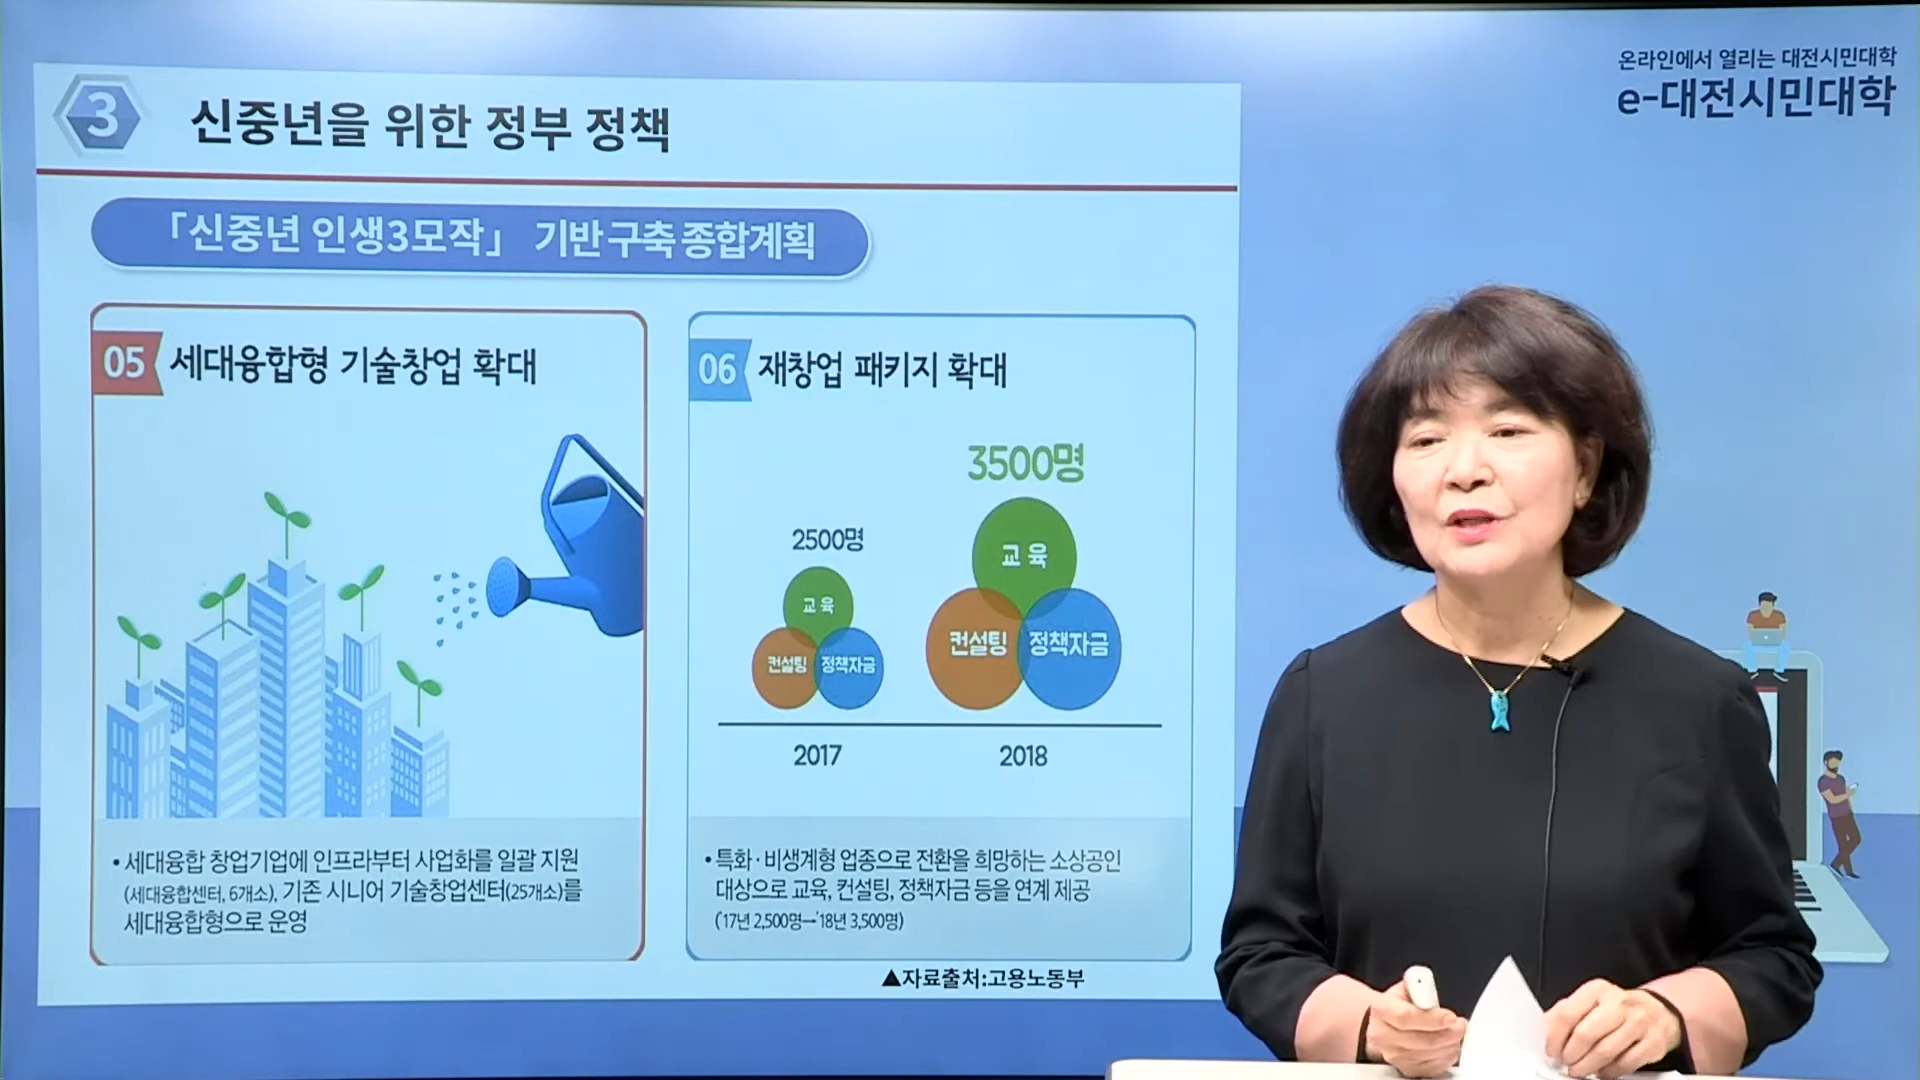 온라인에서 열리는 대전시민대학
e-대전시민대학
3
신중년을 위한 정부 정책
「신중년 인생3모작」 기반구축 종합계획
05 세대융합형 기술창업 확대
• 세대융합 창업기업에 인프라부터 사업화를 일괄 지원
(세대융합센터, 6개소), 기존 시니어 기술창업센터(25개소)를
세대융합형으로 운영
06 재창업 패키지 확대
2500명
교육
컨설팅 정책자금
3500명
교육
컨설팅 정책자금
2017 2018
• 특화·비생계형 업종으로 전환을 희망하는 소상공인
대상으로 교육, 컨설팅, 정책자금 등을 연계 제공
('17년 2,500명→'18년 3,500명)
▲자료출처:고용노동부